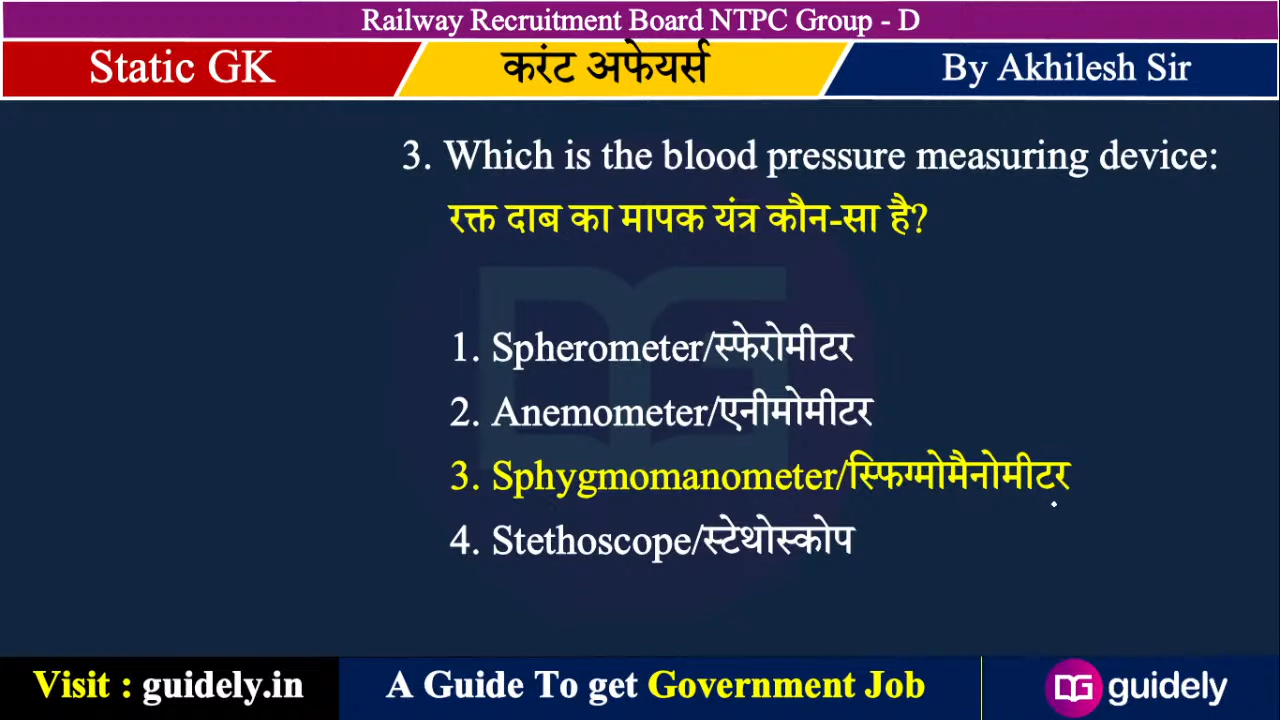 Railway Recruitment Board NTPC Group - D
Static GK
करंट अफेयर्स
By Akhilesh Sir
3. Which is the blood pressure measuring device:
रक्त दाब का मापक यंत्र कौन-सा है?
1. Spherometer/स्फेरोमीटर
2. Anemometer/एनीमोमीटर
3. Sphygmomanometer/स्फिग्मोमैनोमीटर
4. Stethoscope/स्टेथोस्कोप
Visit : guidely.in
A Guide To get Government Job
DG guidely